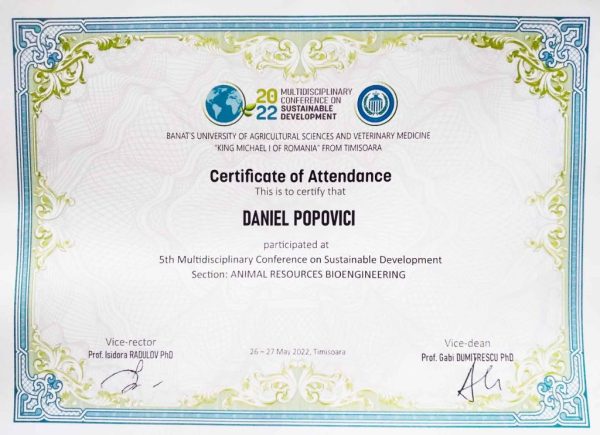 2022
MULTIDISCIPLINARY
CONFERENCE ON
SUSTAINABLE
DEVELOPMENT
BANAT'S UNIVERSITY OF AGRICULTURAL SCIENCES AND VETERINARY MEDICINE
"KING MICHAEL I OF ROMANIA" FROM TIMISOARA
Certificate of Attendance
This is to certify that
DANIEL POPOVICI
participated at
5th Multidisciplinary Conference on Sustainable Development
Section: ANIMAL RESOURCES BIOENGINEERING
Vice-rector
Prof. Isidora RADULOV PhD
26 – 27 May 2022, Timisoara
Vice-dean
Prof. Gabi DUMITRESCU PhD